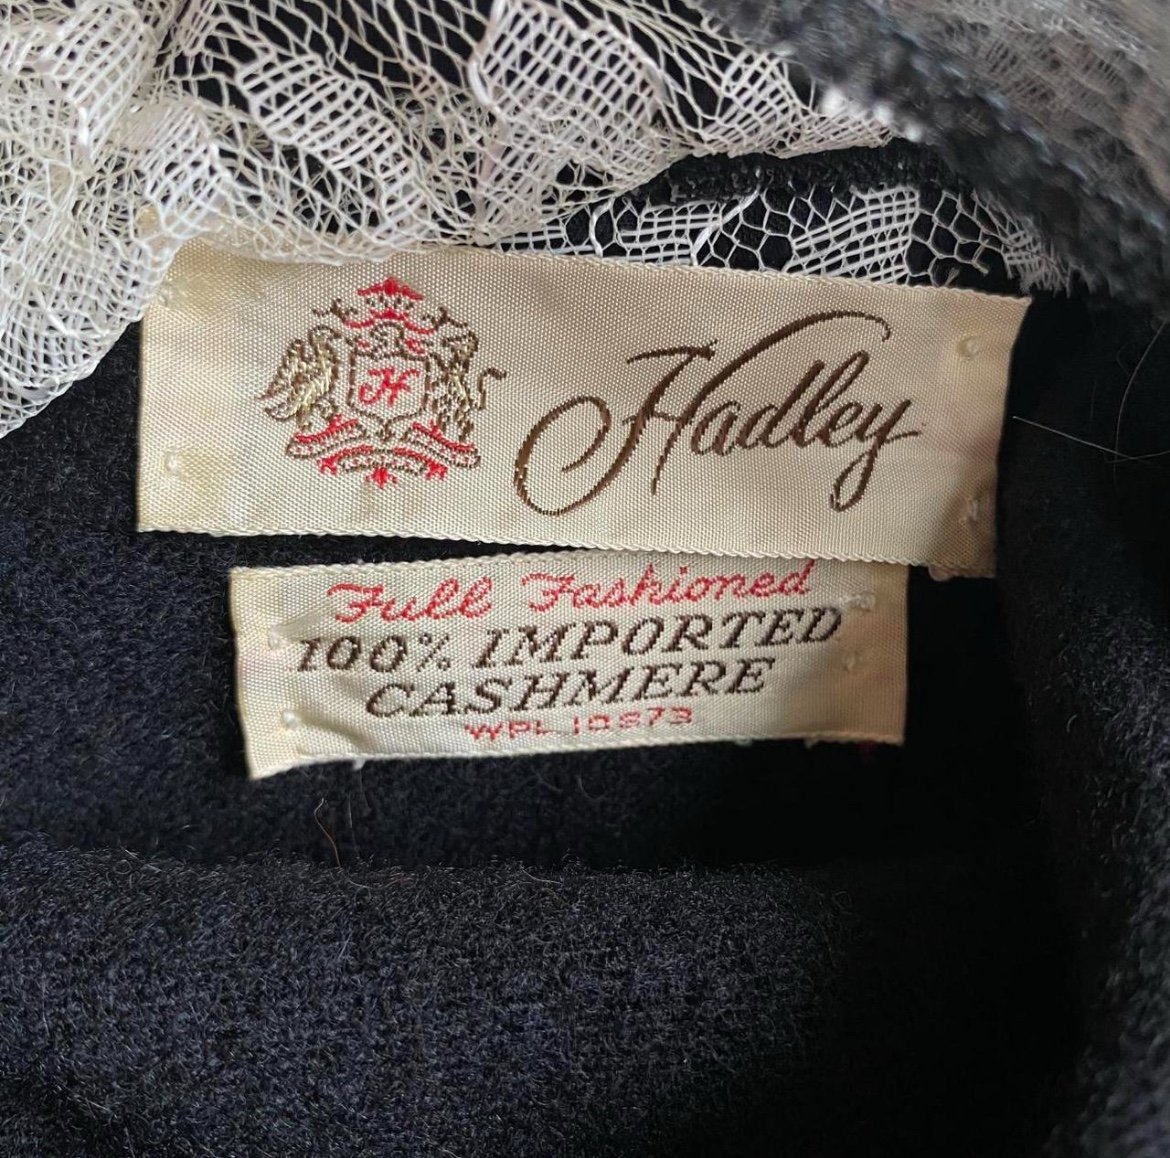 H
Hadley
Full Fashioned
100% IMPORTED
CASHMERE
WPL 10873